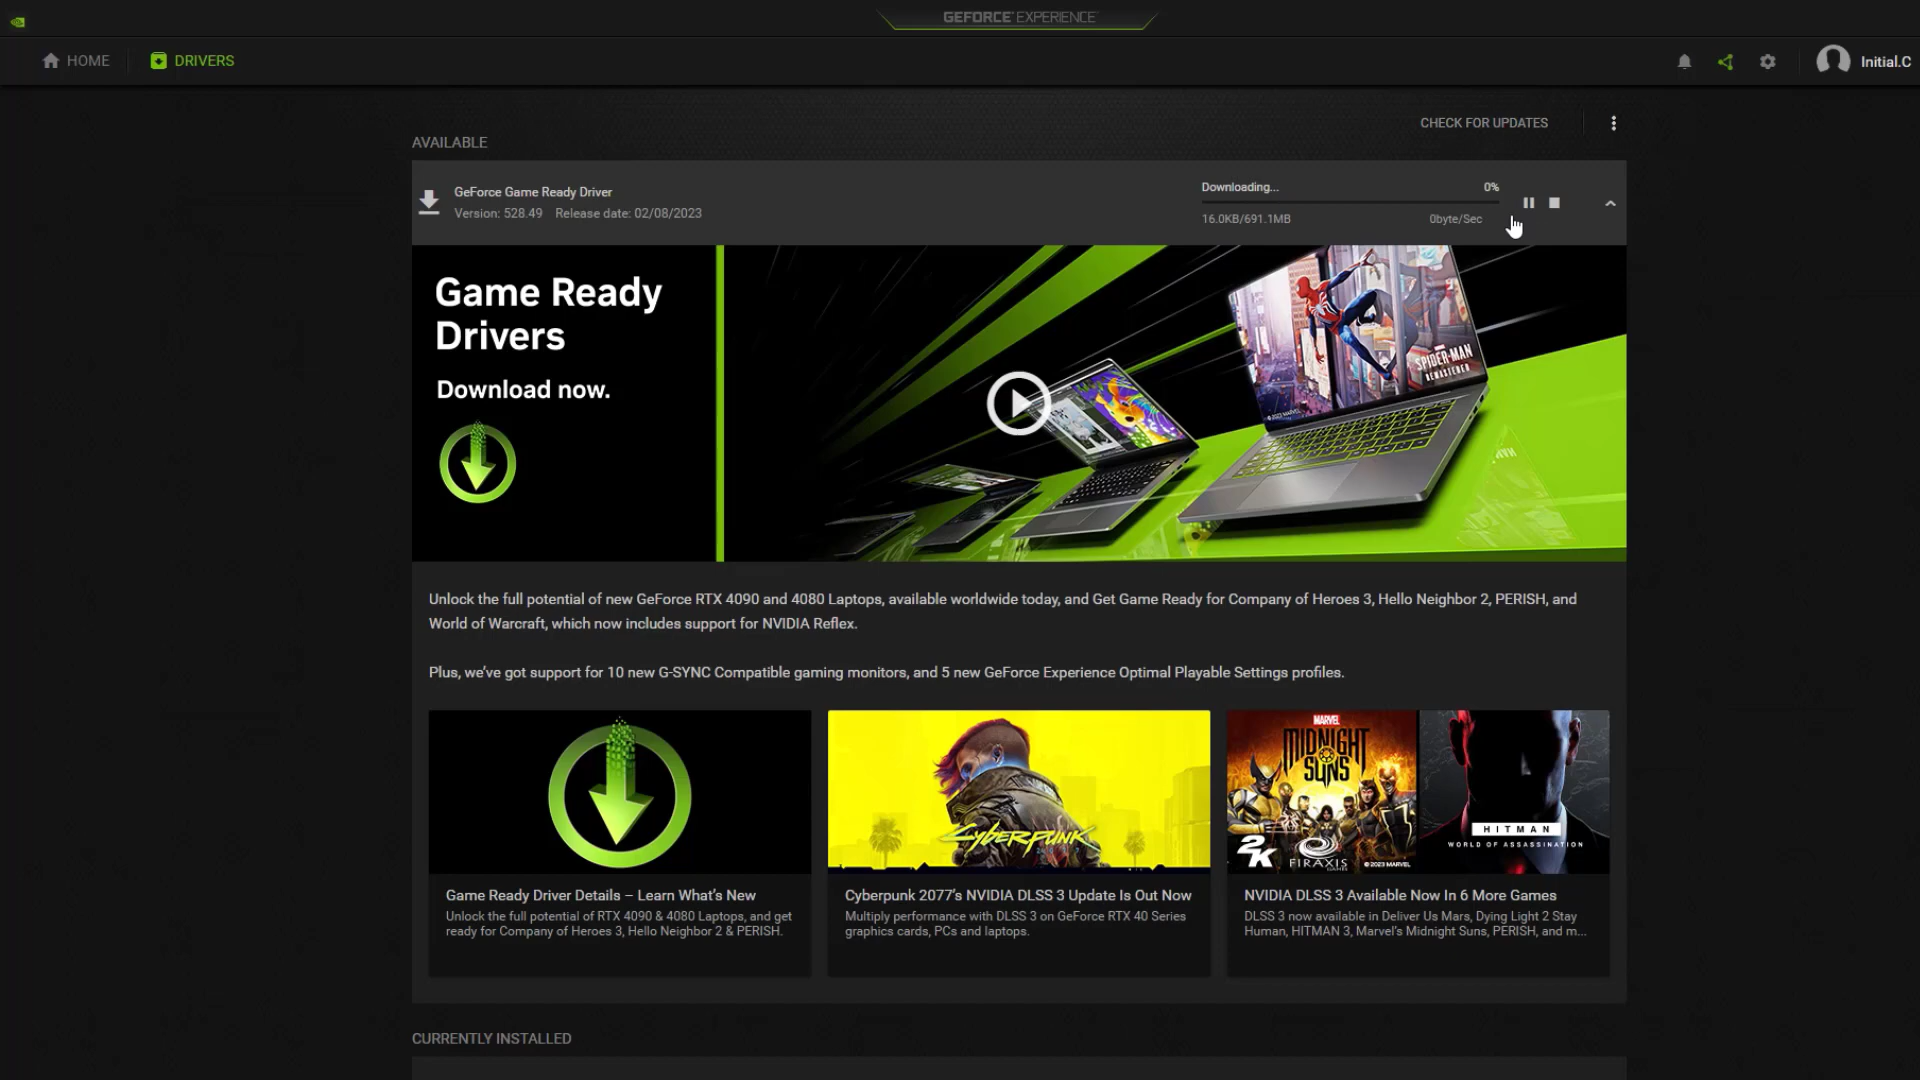 GEFORCE® EXPERIENCE™
HOME
DRIVERS
Initial.C
CHECK FOR UPDATES
AVAILABLE
GeForce Game Ready Driver
Version: 528.49 Release date: 02/08/2023
Downloading... 0%
16.0KB/691.1MB 0byte/Sec
Game Ready
Drivers
Download now.
MARVEL
SPIDER-MAN
REMASTERED
© 2023 MARVEL
Unlock the full potential of new GeForce RTX 4090 and 4080 Laptops, available worldwide today, and Get Game Ready for Company of Heroes 3, Hello Neighbor 2, PERISH, and
World of Warcraft, which now includes support for NVIDIA Reflex.
Plus, we've got support for 10 new G-SYNC Compatible gaming monitors, and 5 new GeForce Experience Optimal Playable Settings profiles.
CYBERPUNK
MARVEL
MIDNIGHT
SUNS
2K
FIRAXIS
GAMES
© 2023 MARVEL
HITMAN
WORLD OF ASSASSINATION
Game Ready Driver Details – Learn What's New
Unlock the full potential of RTX 4090 & 4080 Laptops, and get
ready for Company of Heroes 3, Hello Neighbor 2 & PERISH.
Cyberpunk 2077's NVIDIA DLSS 3 Update Is Out Now
Multiply performance with DLSS 3 on GeForce RTX 40 Series
graphics cards, PCs and laptops.
NVIDIA DLSS 3 Available Now In 6 More Games
DLSS 3 now available in Deliver Us Mars, Dying Light 2 Stay
Human, HITMAN 3, Marvel's Midnight Suns, PERISH, and m...
CURRENTLY INSTALLED